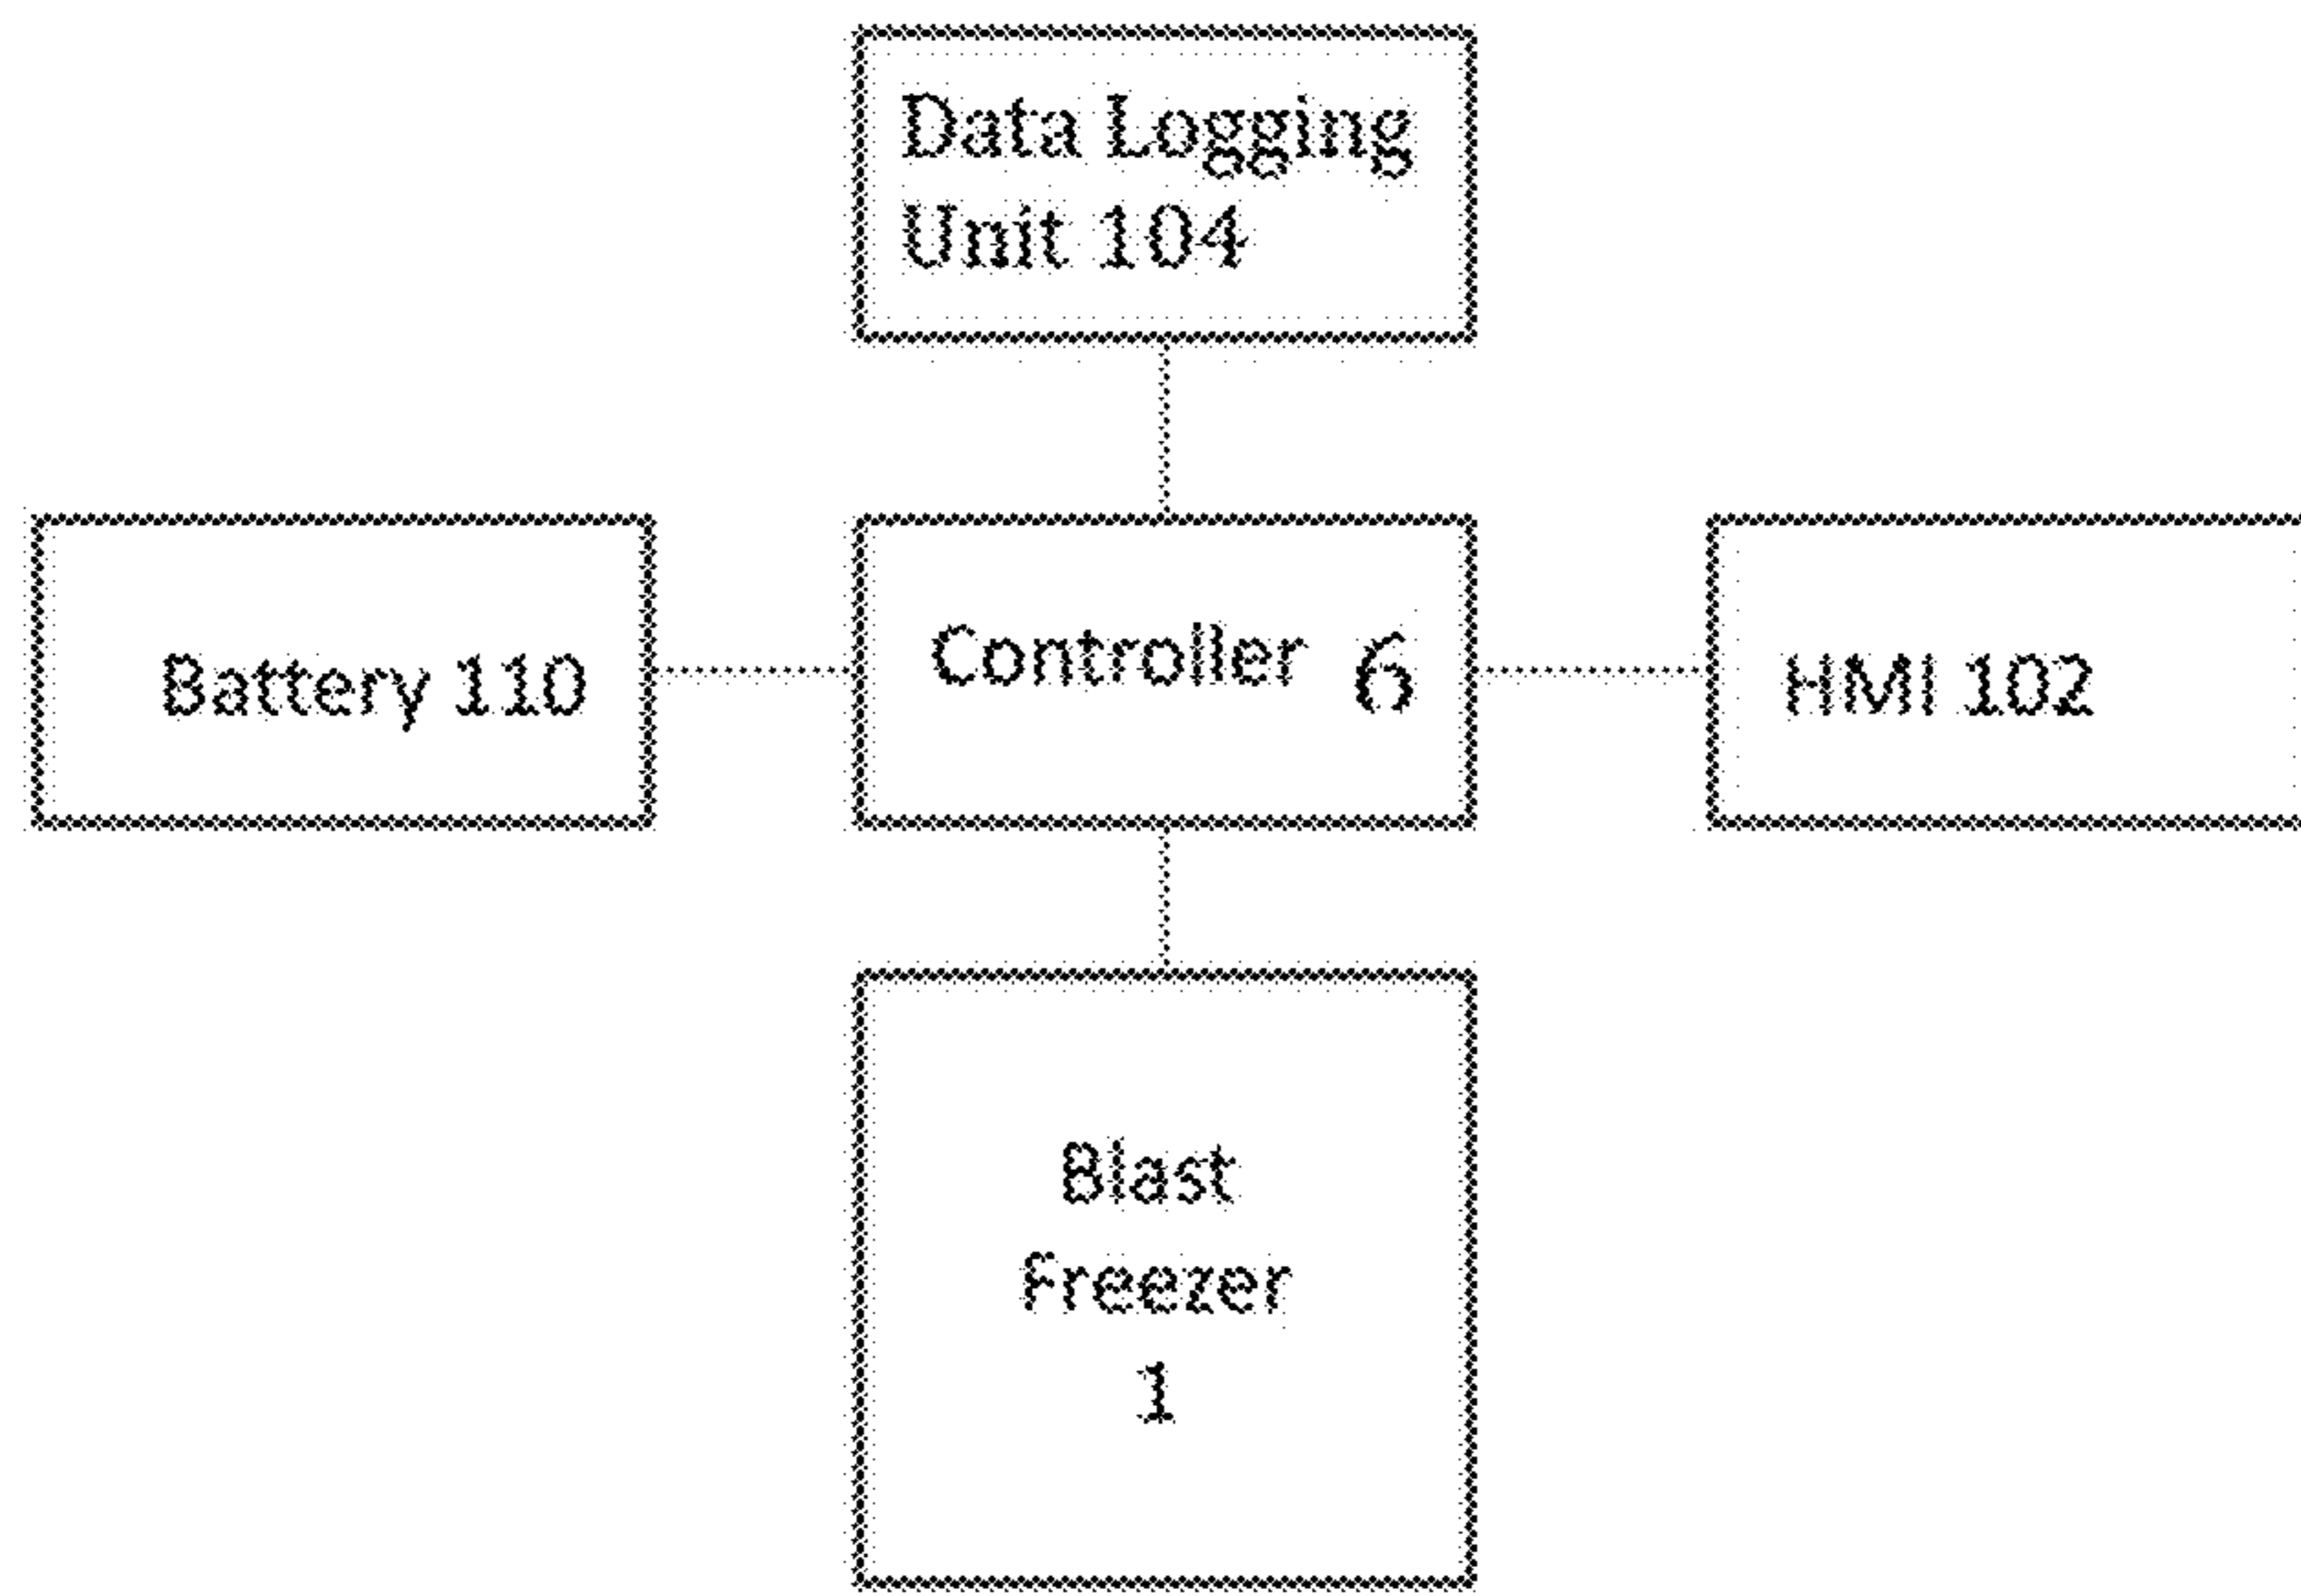 Data Logging
Unit 104
Battery 110
Controller 6
HMI 102
Blast
Freezer
1